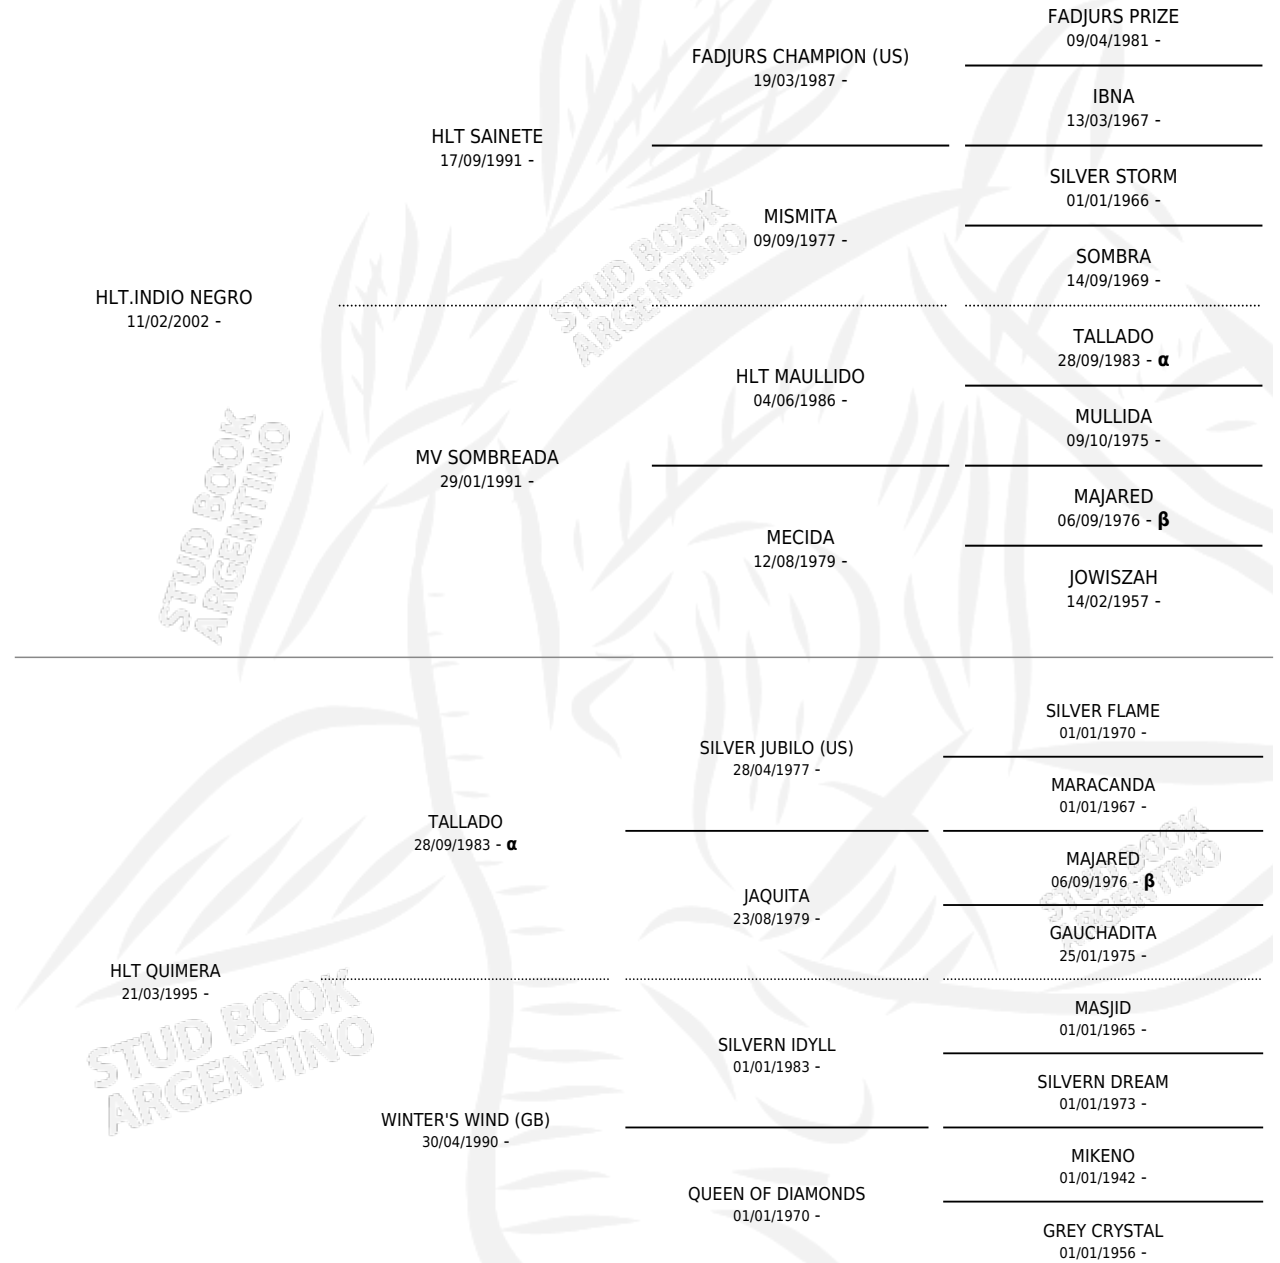 FADJURS PRIZE
09/04/1981 -
FADJURS CHAMPION (US)
19/03/1987 -
IBNA
13/03/1967 -
HLT SAINETE
17/09/1991 -
SILVER STORM
01/01/1966 -
MISMITA
09/09/1977 -
SOMBRA
14/09/1969 -
HLT.INDIO NEGRO
11/02/2002 -
TALLADO
28/09/1983 - α
HLT MAULLIDO
04/06/1986 -
MULLIDA
09/10/1975 -
MV SOMBREADA
29/01/1991 -
MAJARED
06/09/1976 - β
MECIDA
12/08/1979 -
JOWISZAH
14/02/1957 -
SILVER FLAME
01/01/1970 -
SILVER JUBILO (US)
28/04/1977 -
MARACANDA
01/01/1967 -
TALLADO
28/09/1983 - α
MAJARED
06/09/1976 - β
JAQUITA
23/08/1979 -
GAUCHADITA
25/01/1975 -
HLT QUIMERA
21/03/1995 -
MASJID
01/01/1965 -
SILVERN IDYLL
01/01/1983 -
SILVERN DREAM
01/01/1973 -
WINTER'S WIND (GB)
30/04/1990 -
MIKENO
01/01/1942 -
QUEEN OF DIAMONDS
01/01/1970 -
GREY CRYSTAL
01/01/1956 -
STUD BOOK
ARGENTINO
STUD BOOK
ARGENTINO
STUD BOOK
ARGENTINO
STUD BOOK
ARGENTINO